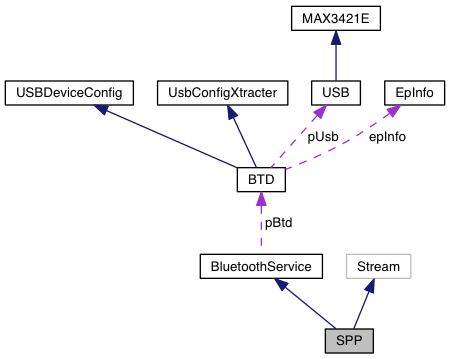 MAX3421E
USBDeviceConfig
UsbConfigXtracter
USB
EpInfo
pUsb
epInfo
BTD
pBtd
BluetoothService
Stream
SPP